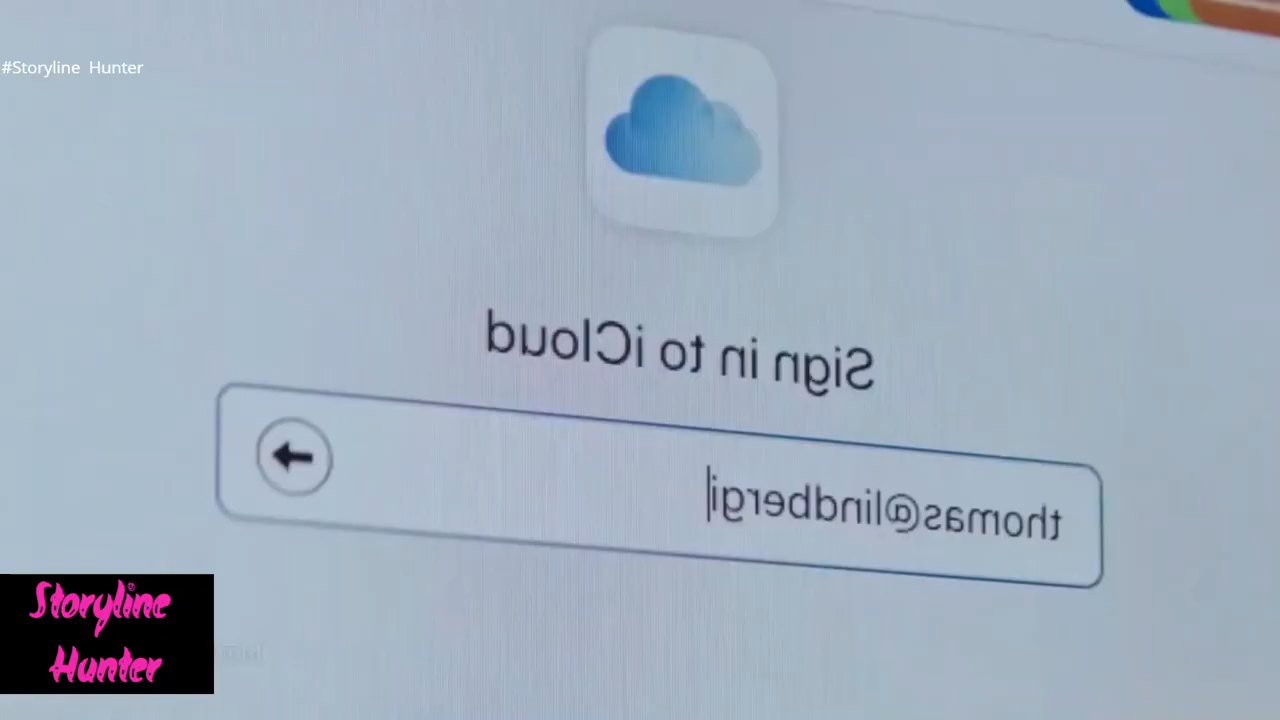 #Storyline Hunter
Sign in to iCloud
thomas@lindbergi
Storyline
Hunter